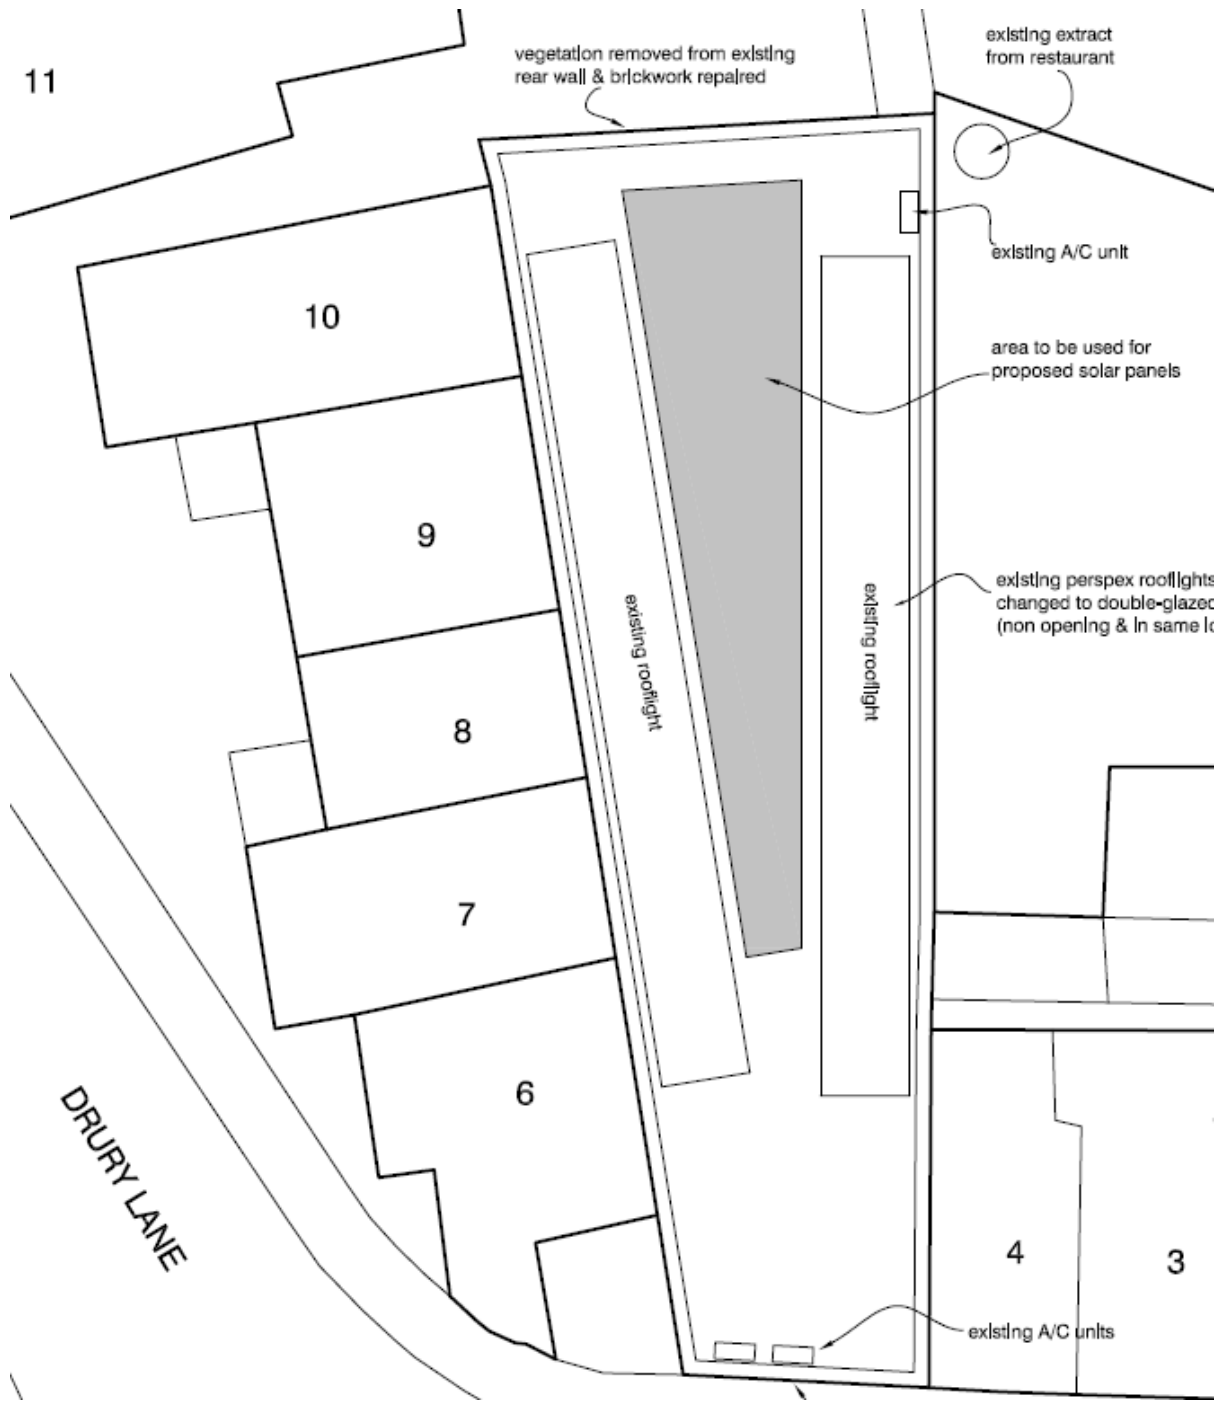 11
vegetation removed from existing
rear wall & brickwork repaired
existing extract
from restaurant
existing A/C unit
10
area to be used for
proposed solar panels
9
existing rooflight
existing rooflight
existing perspex rooflights
changed to double-glazed
(non opening & in same
8
7
6
DRURY LANE
4
3
existing A/C units